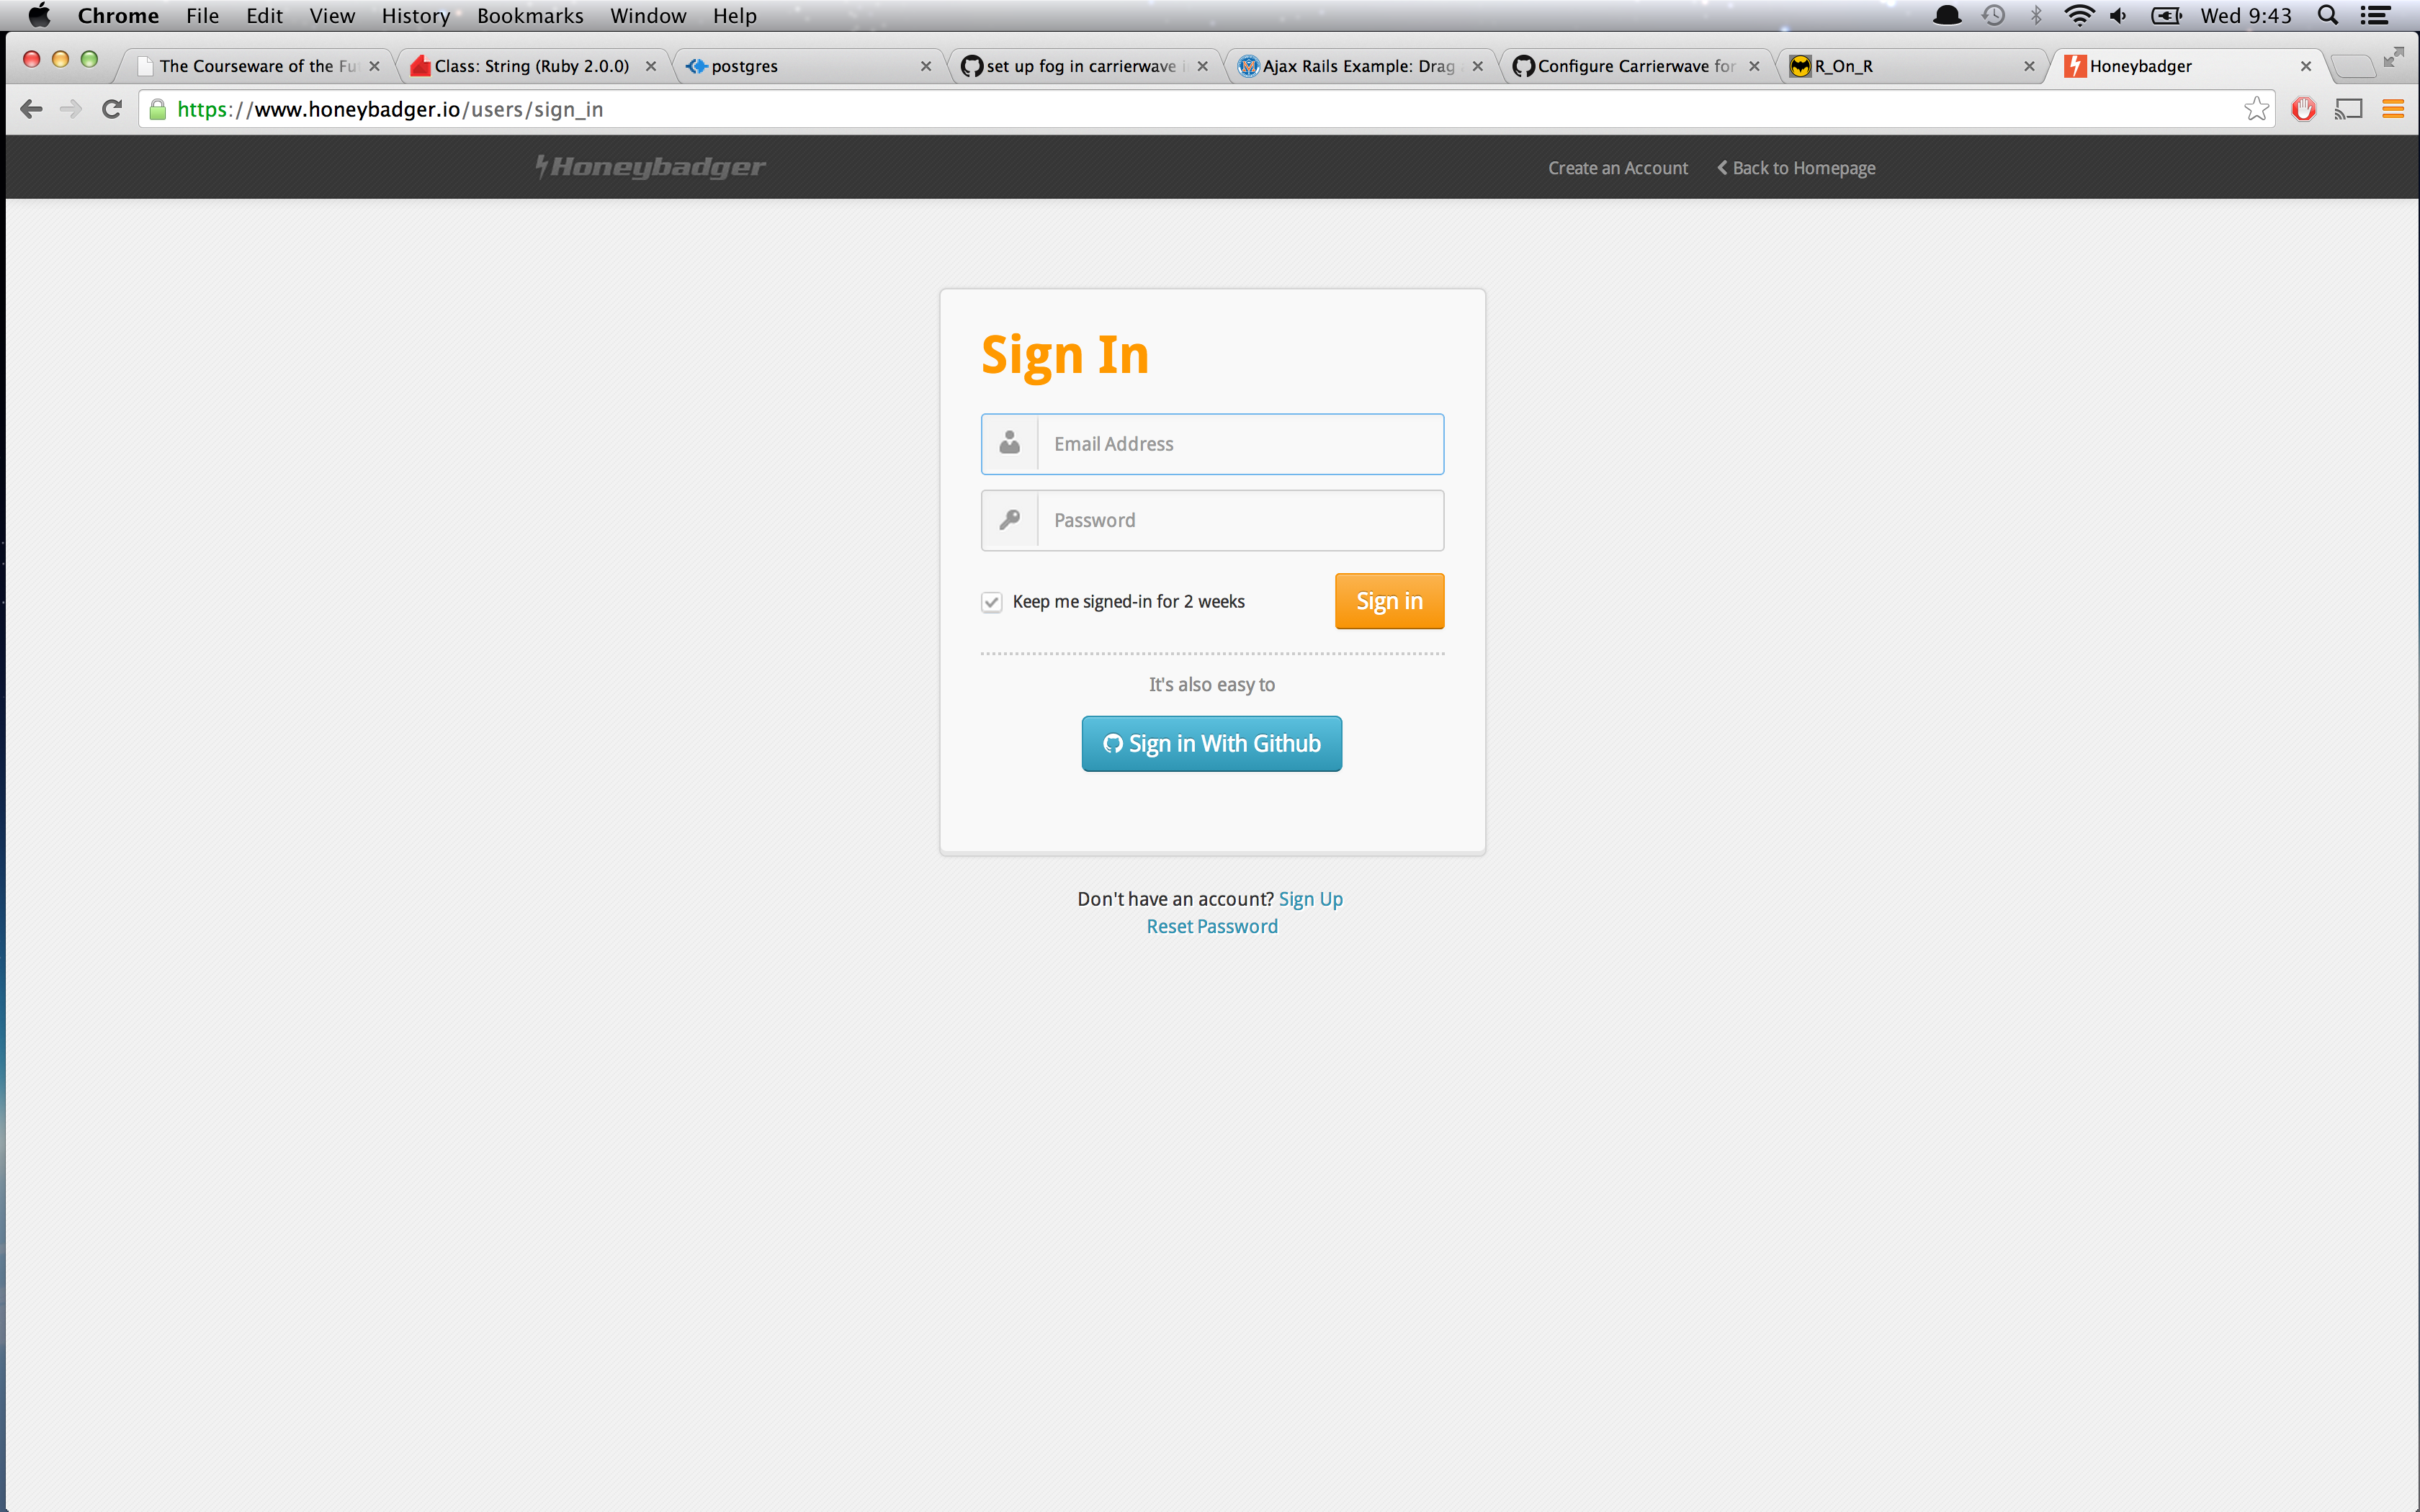 Chrome File Edit View History Bookmarks Window Help Wed 9:43
The Courseware of the Fu Class: String (Ruby 2.0.0) postgres set up fog in carrierwave i Ajax Rails Example: Drag Configure Carrierwave for R_On_R Honeybadger
https://www.honeybadger.io/users/sign_in
Honeybadger Create an Account Back to Homepage
Sign In
Email Address
Password
Keep me signed-in for 2 weeks Sign in
It's also easy to
Sign in With Github
Don't have an account? Sign Up
Reset Password